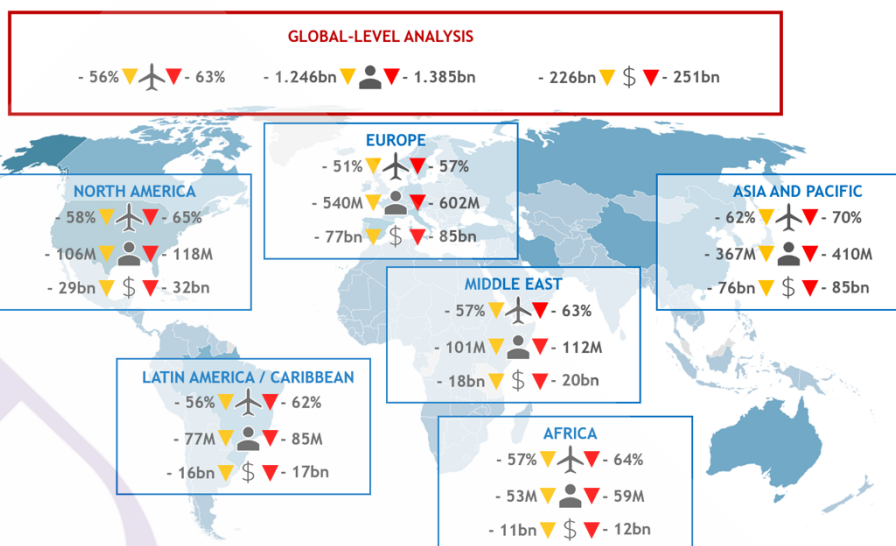 GLOBAL-LEVEL ANALYSIS
- 56% - 63% - 1.246bn - 1.385bn - 226bn $ - 251bn
EUROPE
- 51% - 57%
- 540M - 602M
- 77bn $ - 85bn
NORTH AMERICA
- 58% - 65%
- 106M - 118M
- 29bn $ - 32bn
ASIA AND PACIFIC
- 62% - 70%
- 367M - 410M
- 76bn $ - 85bn
MIDDLE EAST
- 57% - 63%
- 101M - 112M
- 18bn $ - 20bn
LATIN AMERICA / CARIBBEAN
- 56% - 62%
- 77M - 85M
- 16bn $ - 17bn
AFRICA
- 57% - 64%
- 53M - 59M
- 11bn $ - 12bn